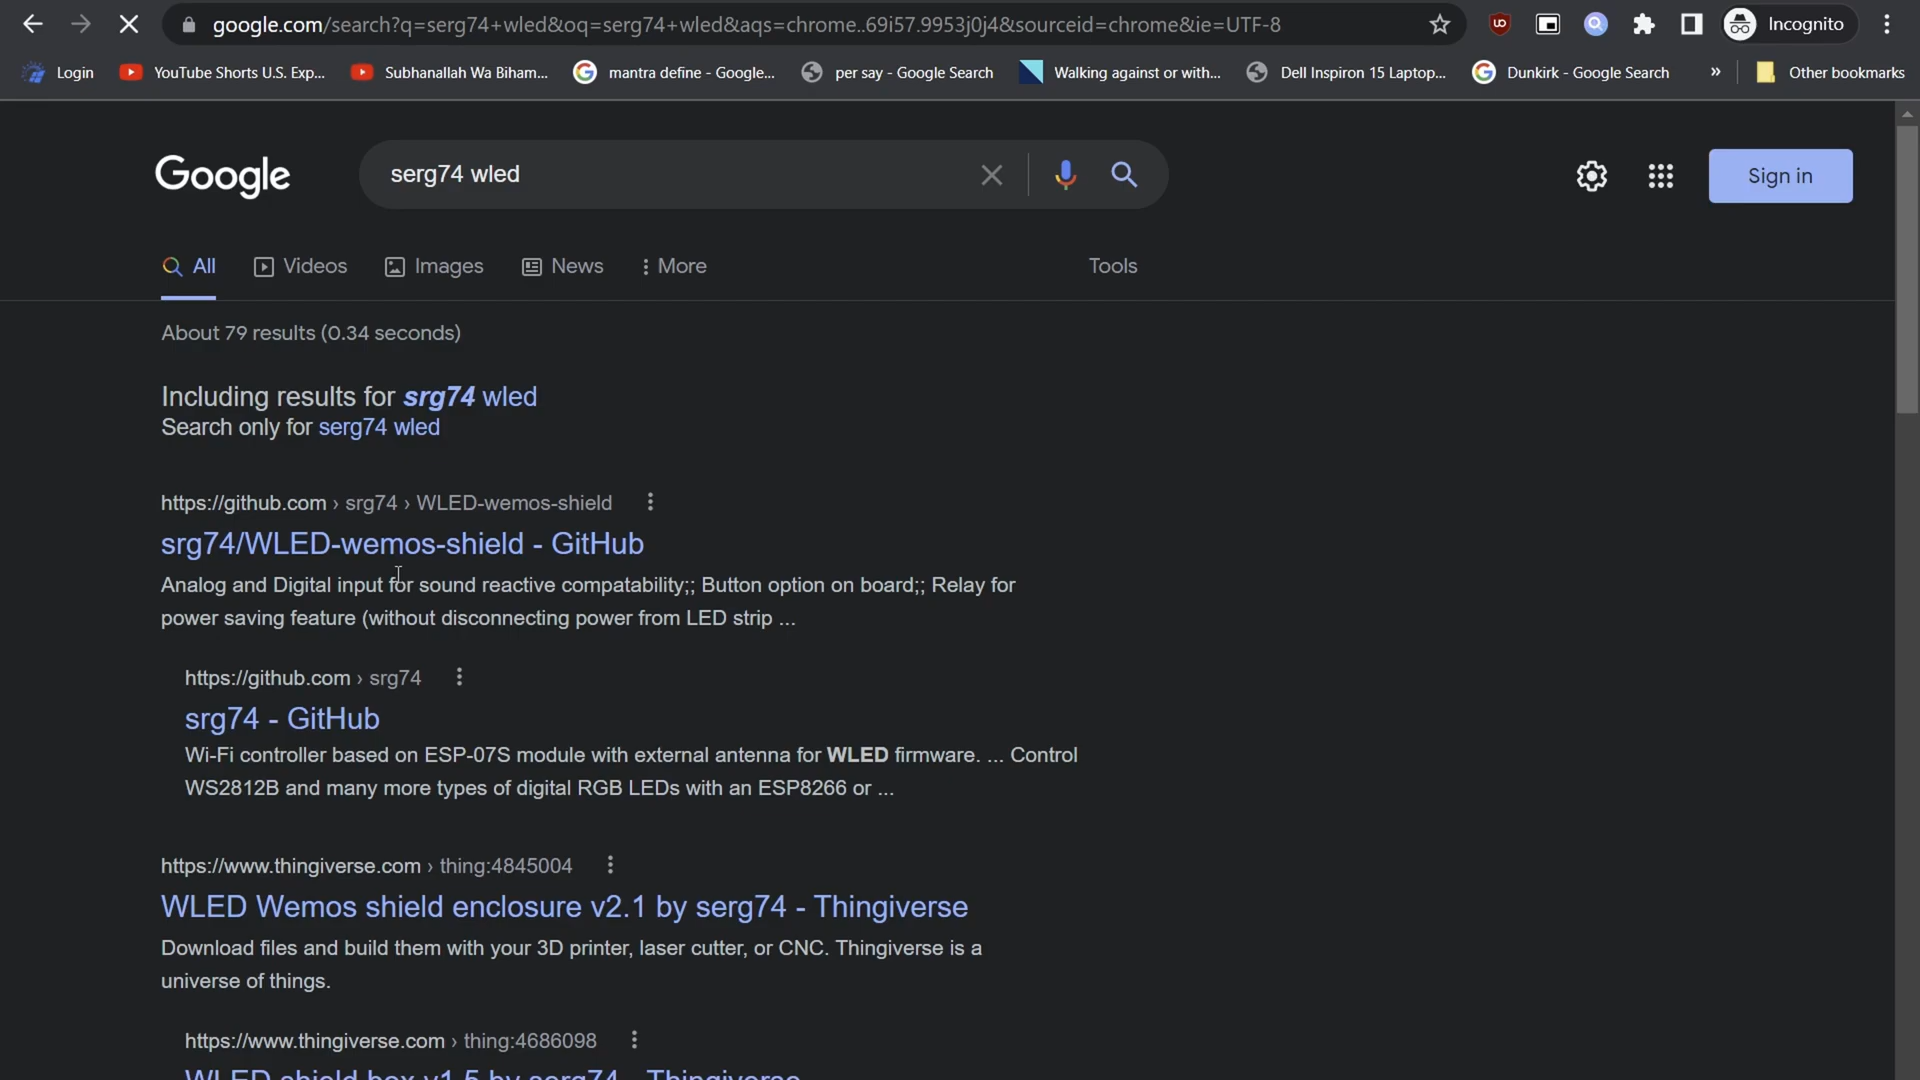 google.com/search?q=serg74+wled&oq=serg74+wled&aqs=chrome..69i57.9953j0j4&sourceid=chrome&ie=UTF-8
Incognito
Login
YouTube Shorts U.S. Exp...
Subhanallah Wa Biham...
mantra define - Google...
per say - Google Search
Walking against or with...
Dell Inspiron 15 Laptop...
Dunkirk - Google Search
»
Other bookmarks
Google
serg74 wled
Sign in
All
Videos
Images
News
More
Tools
About 79 results (0.34 seconds)
Including results for srg74 wled
Search only for serg74 wled
https://github.com › srg74 › WLED-wemos-shield
srg74/WLED-wemos-shield - GitHub
Analog and Digital input for sound reactive compatability;; Button option on board;; Relay for
power saving feature (without disconnecting power from LED strip ...
https://github.com › srg74
srg74 - GitHub
Wi-Fi controller based on ESP-07S module with external antenna for WLED firmware. ... Control
WS2812B and many more types of digital RGB LEDs with an ESP8266 or ...
https://www.thingiverse.com › thing:4845004
WLED Wemos shield enclosure v2.1 by serg74 - Thingiverse
Download files and build them with your 3D printer, laser cutter, or CNC. Thingiverse is a
universe of things.
https://www.thingiverse.com › thing:4686098
WLED shield box v1.5 by serg74 - Thingiverse